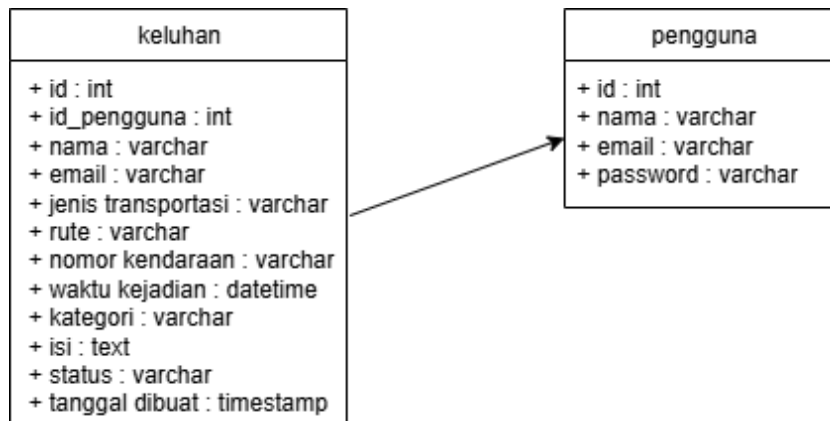 keluhan
+ id : int
+ id_pengguna : int
+ nama : varchar
+ email : varchar
+ jenis transportasi : varchar
+ rute : varchar
+ nomor kendaraan : varchar
+ waktu kejadian : datetime
+ kategori : varchar
+ isi : text
+ status : varchar
+ tanggal dibuat : timestamp
pengguna
+ id : int
+ nama : varchar
+ email : varchar
+ password : varchar